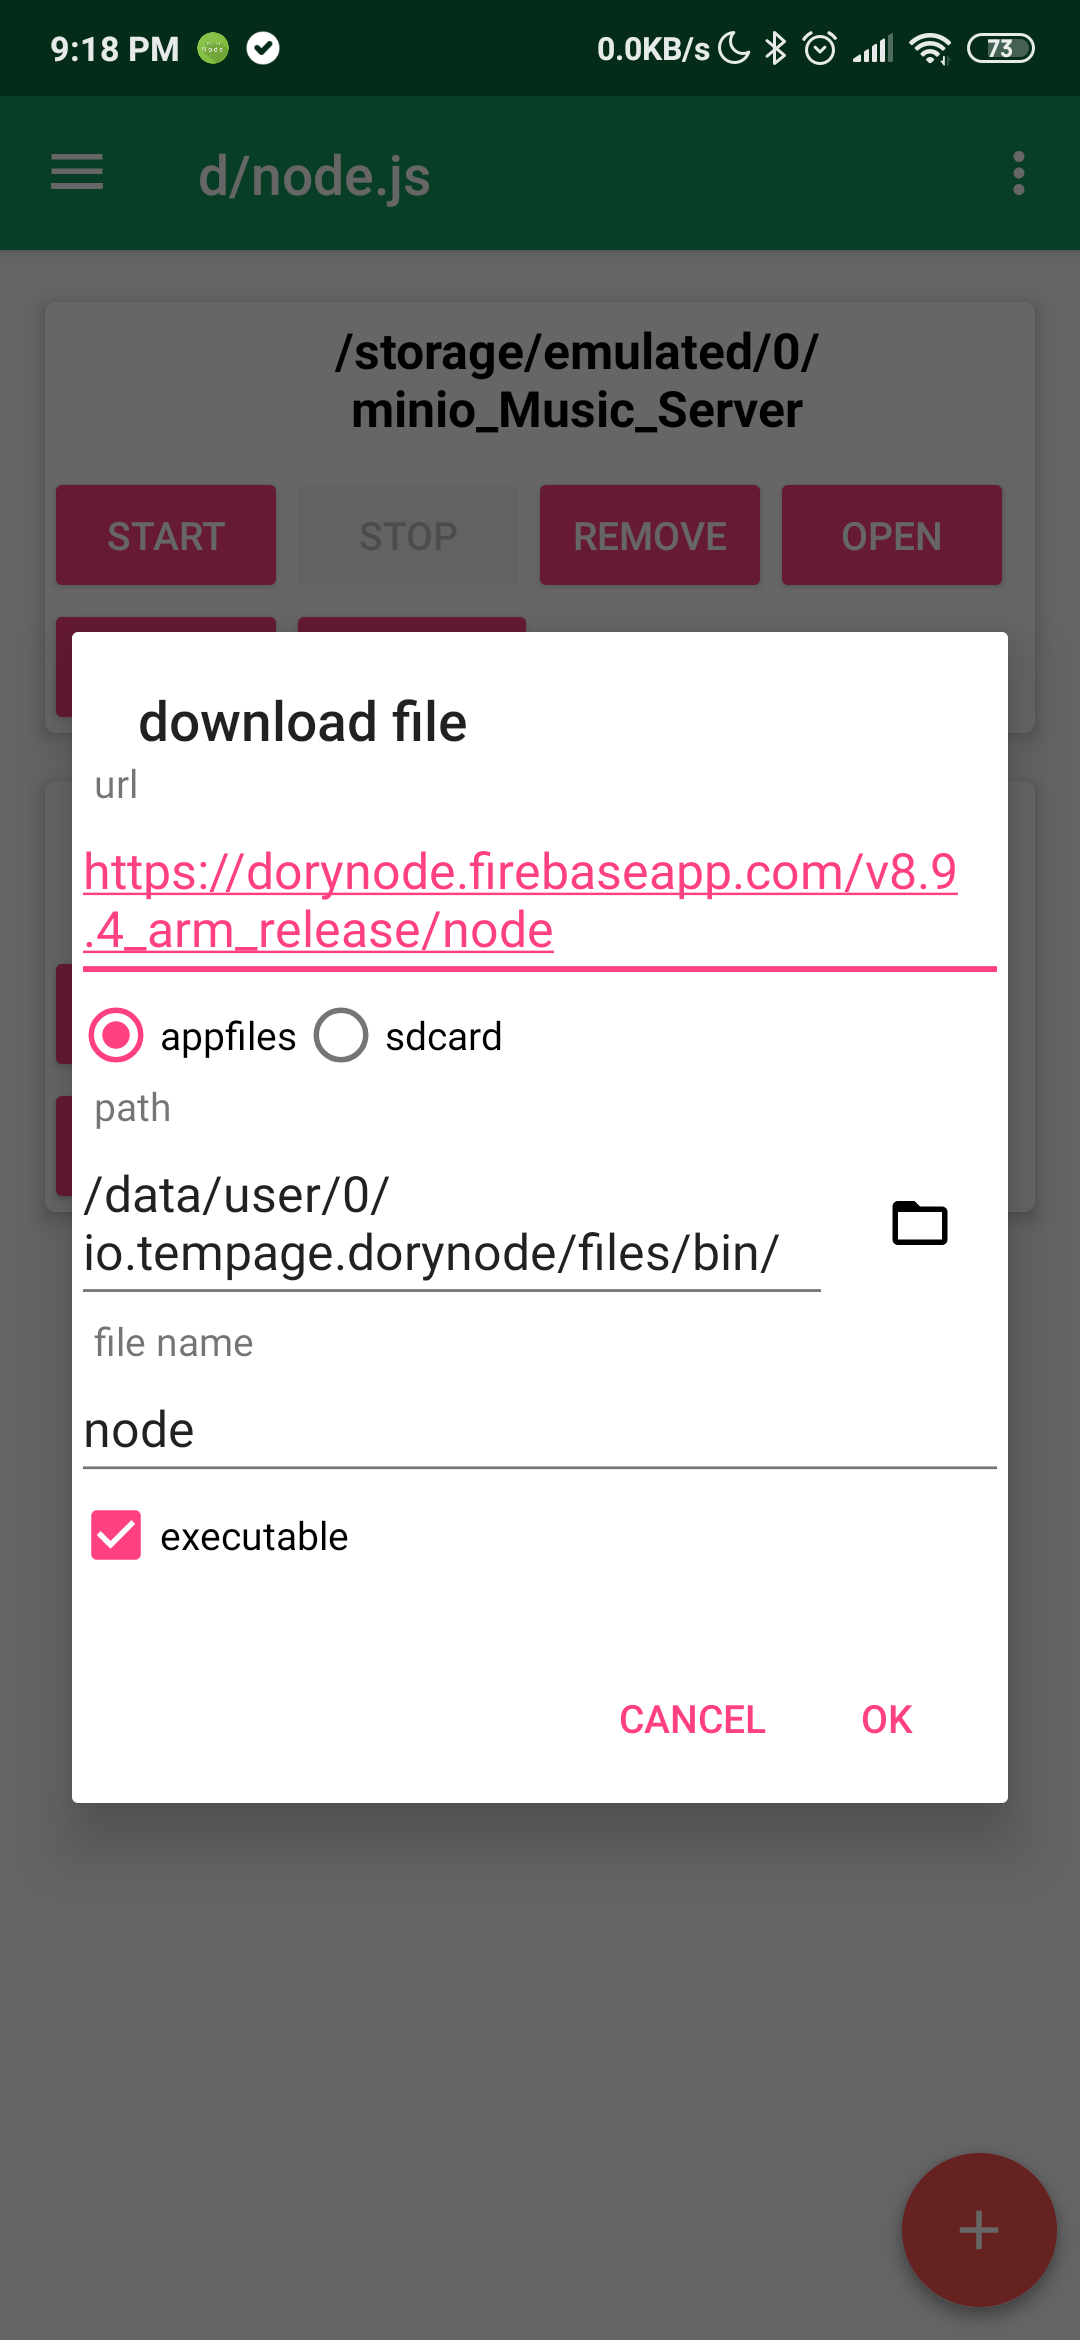 9:18 PM 0.0KB/s 73
d/node.js
/storage/emulated/0/
minio_Music_Server
START STOP REMOVE OPEN
download file
url
https://dorynode.firebaseapp.com/v8.9
.4_arm_release/node
appfiles sdcard
path
/data/user/0/
io.tempage.dorynode/files/bin/
file name
node
executable
CANCEL OK